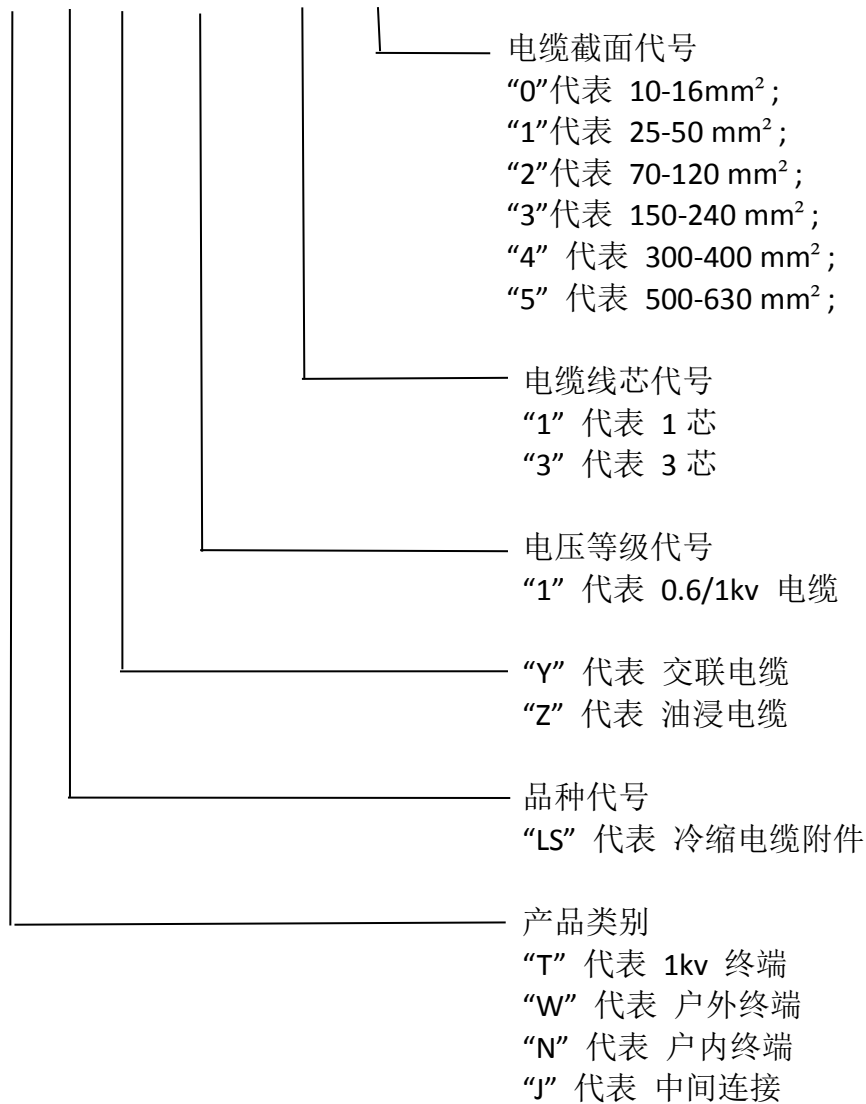 电缆截面代号
“0”代表 10-16mm²;
“1”代表 25-50 mm²;
“2”代表 70-120 mm²;
“3”代表 150-240 mm²;
“4” 代表 300-400 mm²;
“5” 代表 500-630 mm²;
电缆线芯代号
“1” 代表 1 芯
“3” 代表 3 芯
电压等级代号
“1” 代表 0.6/1kv 电缆
“Y” 代表 交联电缆
“Z” 代表 油浸电缆
品种代号
“LS” 代表 冷缩电缆附件
产品类别
“T” 代表 1kv 终端
“W” 代表 户外终端
“N” 代表 户内终端
“J” 代表 中间连接